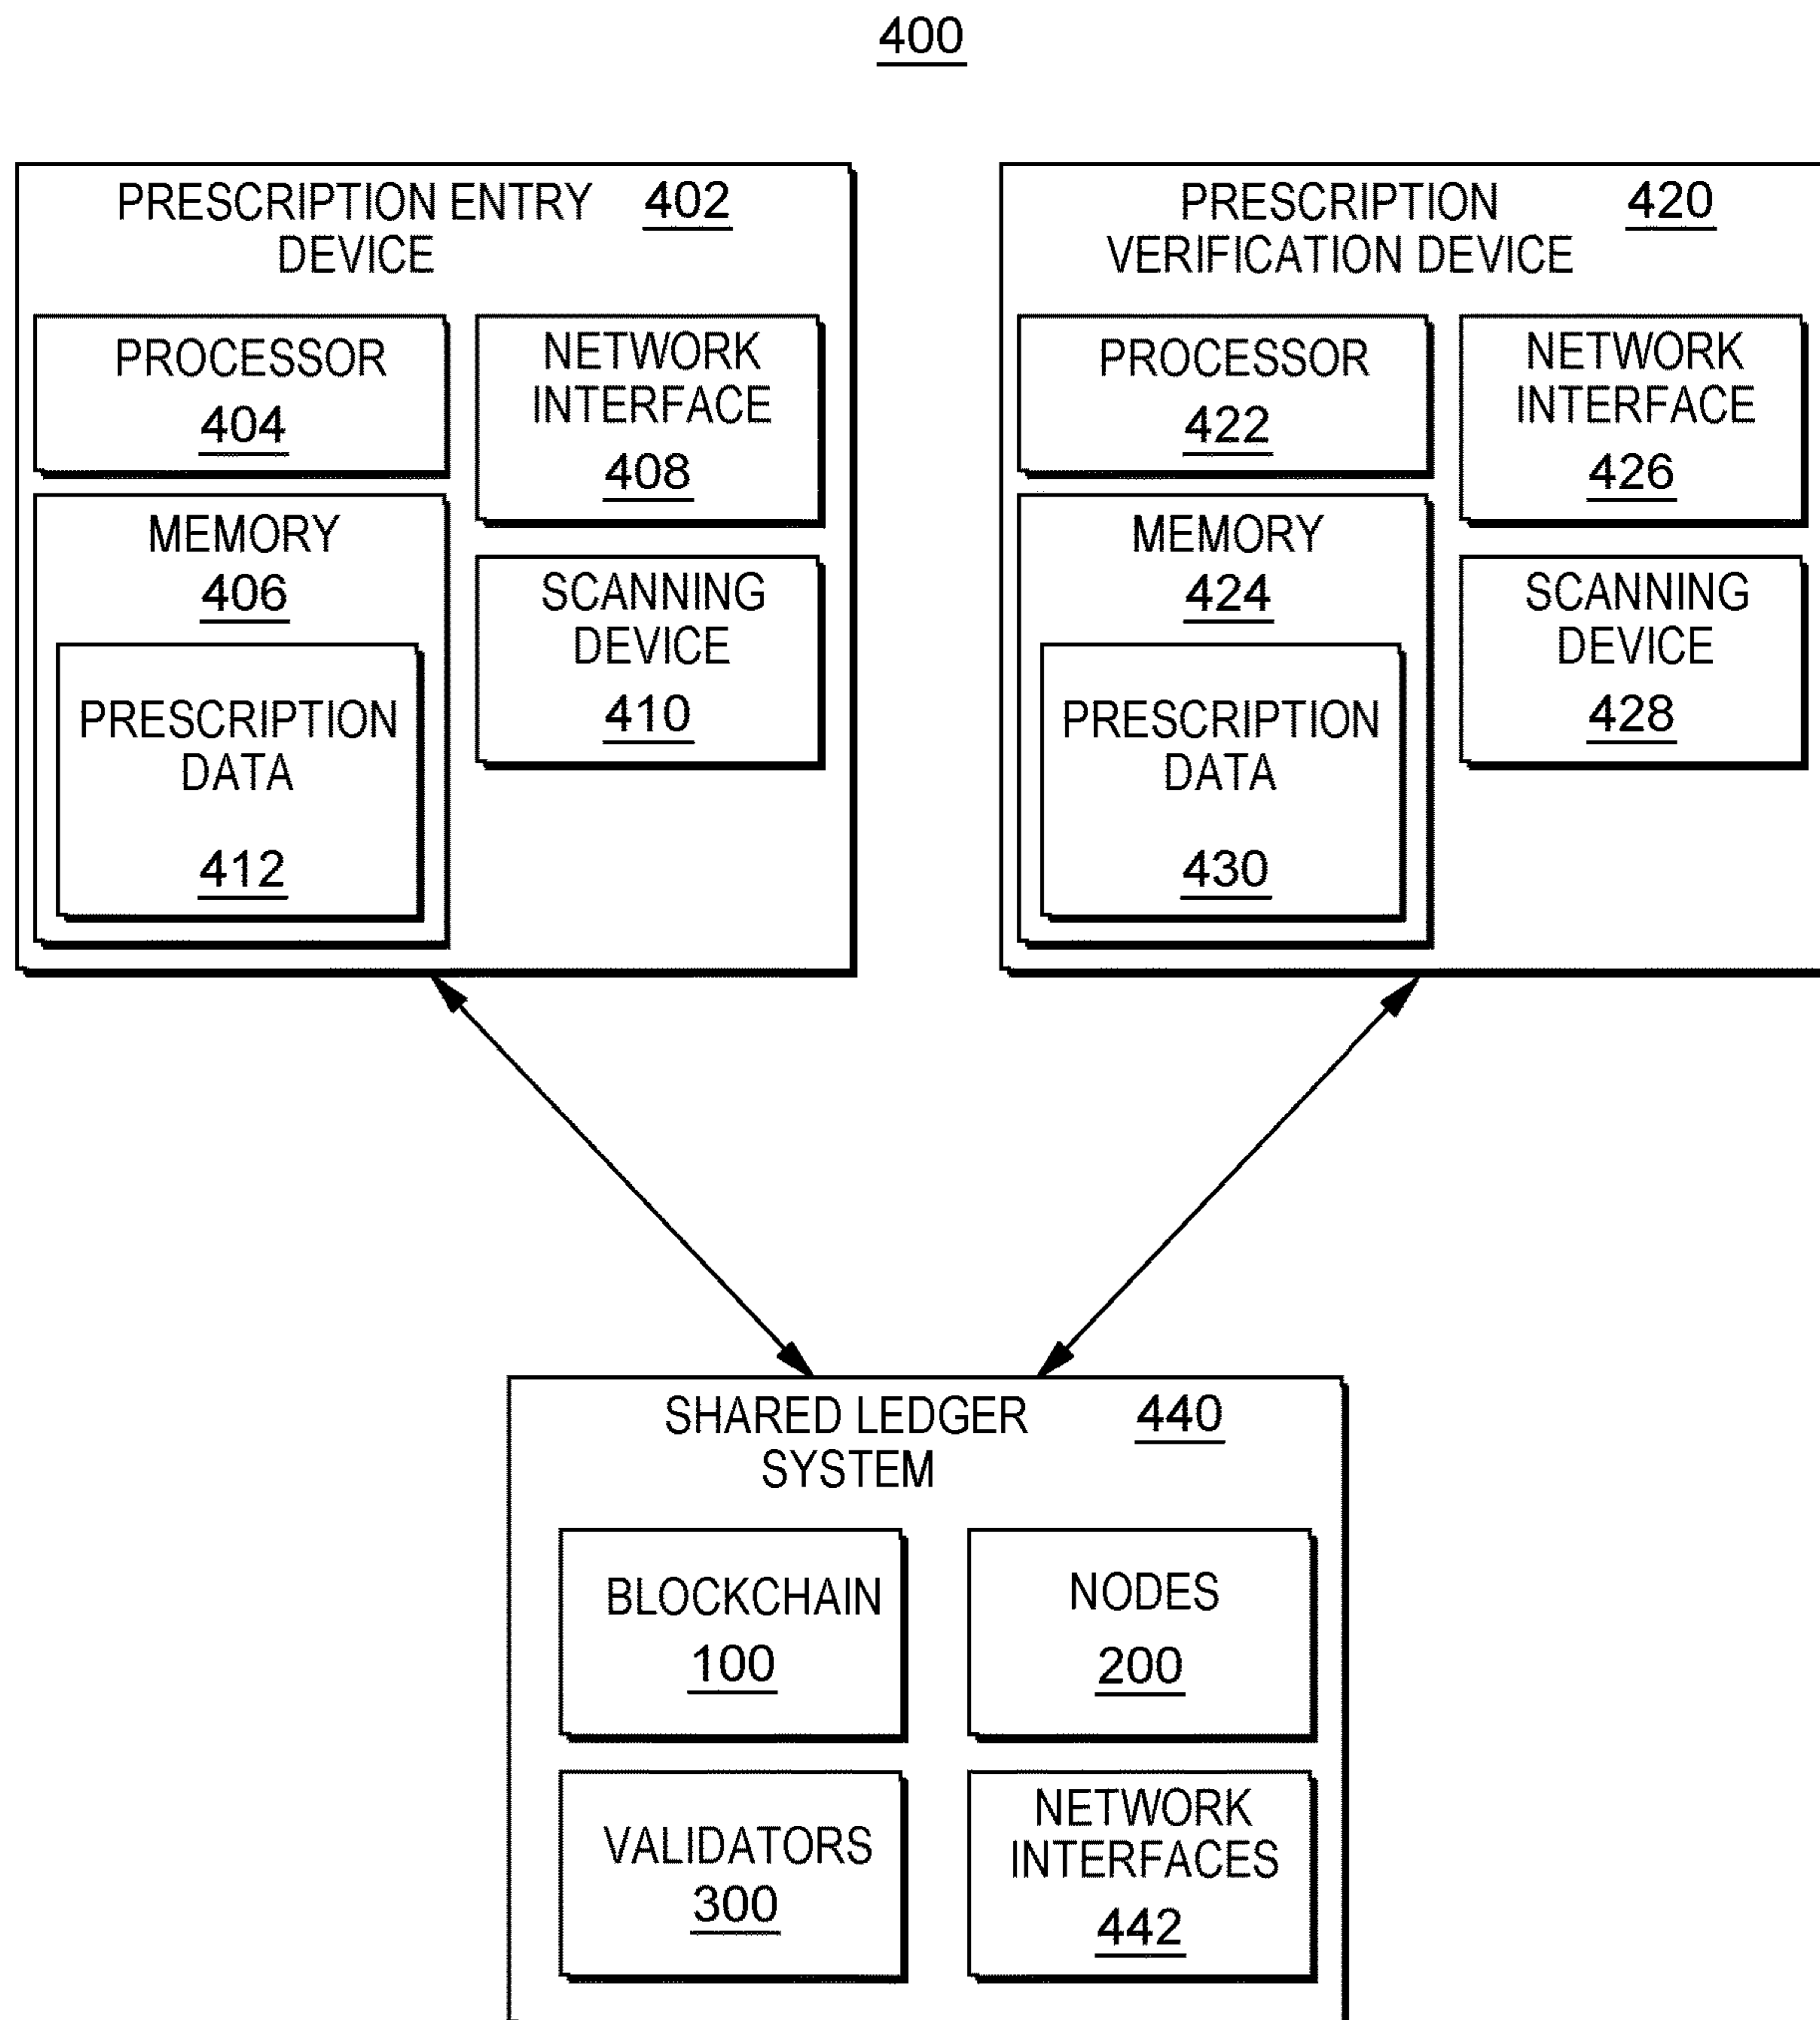 400
PRESCRIPTION ENTRY 402
DEVICE
PROCESSOR
404
NETWORK
INTERFACE
408
MEMORY
406
SCANNING
DEVICE
410
PRESCRIPTION
DATA
412
PRESCRIPTION 420
VERIFICATION DEVICE
PROCESSOR
422
NETWORK
INTERFACE
426
MEMORY
424
SCANNING
DEVICE
428
PRESCRIPTION
DATA
430
SHARED LEDGER 440
SYSTEM
BLOCKCHAIN
100
NODES
200
VALIDATORS
300
NETWORK
INTERFACES
442